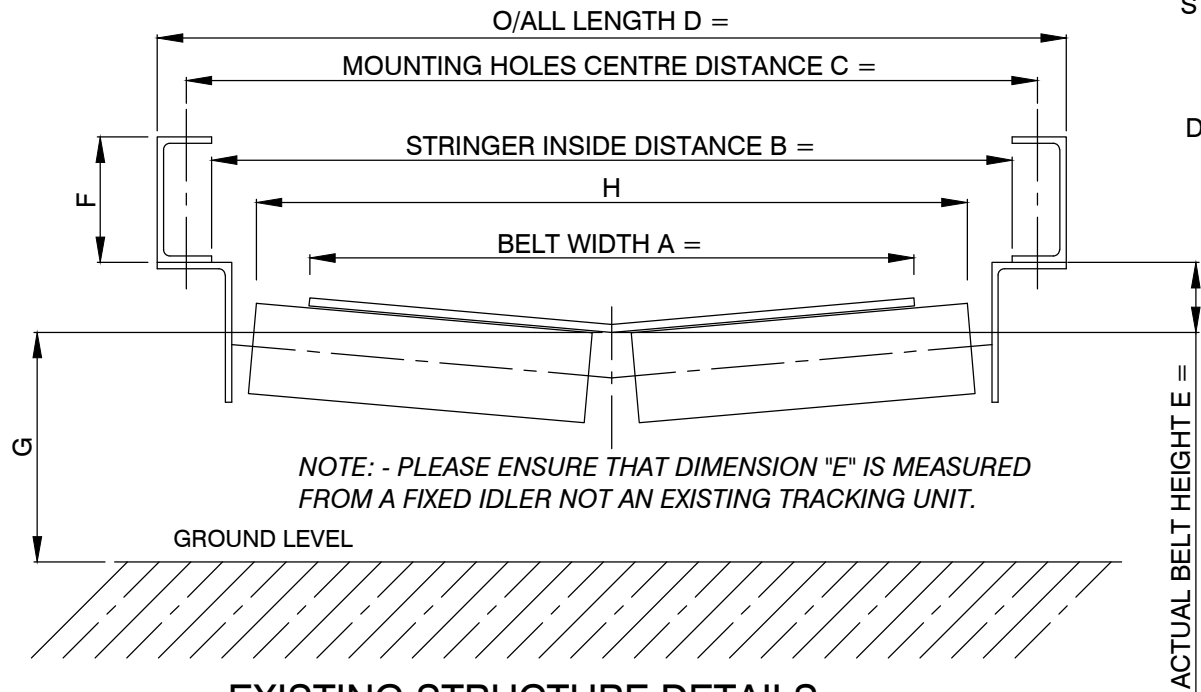 O/ALL LENGTH D =
S
MOUNTING HOLES CENTRE DISTANCE C =
D
STRINGER INSIDE DISTANCE B =
F
H
BELT WIDTH A =
G
ACTUAL BELT HEIGHT E =
NOTE: - PLEASE ENSURE THAT DIMENSION "E" IS MEASURED
FROM A FIXED IDLER NOT AN EXISTING TRACKING UNIT.
GROUND LEVEL
EXISTING STRUCTURE DETAILS